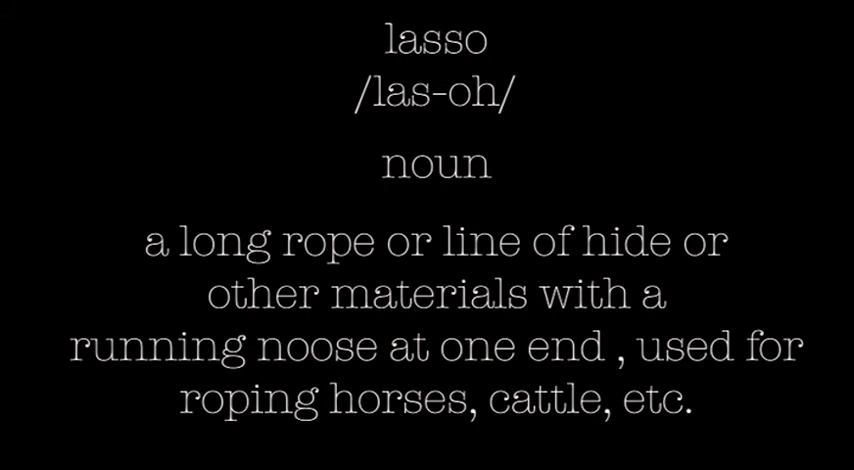 lasso
/las-oh/
noun
a long rope or line of hide or
other materials with a
running noose at one end , used for
roping horses, cattle, etc.